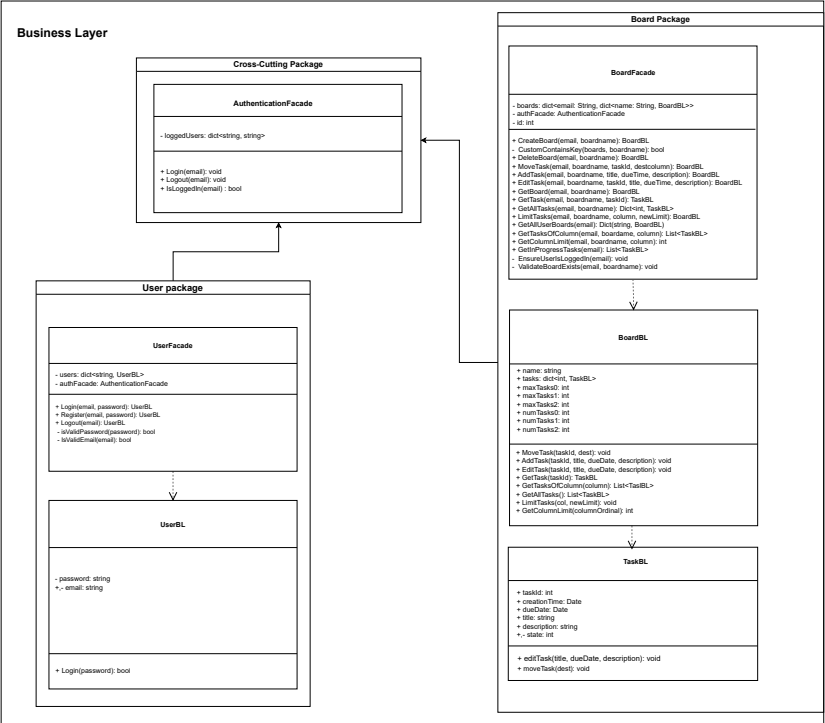 Business Layer
Cross-Cutting Package
AuthenticationFacade
- loggedUsers: dict<string, string>
+ Login(email): void
+ Logout(email): void
+ IsLoggedIn(email) : bool
User package
UserFacade
- users: dict<string, UserBL>
- authFacade: AuthenticationFacade
+ Login(email, password): UserBL
+ Register(email, password): UserBL
+ Logout(email): UserBL
- isValidPassword(password): bool
- IsValidEmail(email): bool
UserBL
- password: string
+,- email: string
+ Login(password): bool
Board Package
BoardFacade
- boards: dict<email: String, dict<name: String, BoardBL>>
- authFacade: AuthenticationFacade
- id: int
+ CreateBoard(email, boardname): BoardBL
- CustomContainsKey(boards, boardname): bool
+ DeleteBoard(email, boardname): BoardBL
+ MoveTask(email, boardname, taskId, destcolumn): BoardBL
+ AddTask(email, boardname, title, dueTime, description): BoardBL
+ EditTask(email, boardname, taskId, title, dueTime, description): BoardBL
+ GetBoard(email, boardname): BoardBL
+ GetTask(email, boardname, taskId): TaskBL
+ GetAllTasks(email, boardname): Dict<int, TaskBL>
+ LimitTasks(email, boardname, column, newLimit): BoardBL
+ GetAllUserBoards(email): Dict(string, BoardBL)
+ GetTasksOfColumn(email, boardame, column): List<TaskBL>
+ GetColumnLimit(email, boardname, column): int
+ GetInProgressTasks(email): List<TaskBL>
- EnsureUserIsLoggedIn(email): void
- ValidateBoardExists(email, boardname): void
BoardBL
+ name: string
+ tasks: dict<int, TaskBL>
+ maxTasks0: int
+ maxTasks1: int
+ maxTasks2: int
+ numTasks0: int
+ numTasks1: int
+ numTasks2: int
+ MoveTask(taskId, dest): void
+ AddTask(taskId, title, dueDate, description): void
+ EditTask(taskId, title, dueDate, description): void
+ GetTask(taskId): TaskBL
+ GetTasksOfColumn(column): List<TaslBL>
+ GetAllTasks(): List<TaskBL>
+ LimitTasks(col, newLimit): void
+ GetColumnLimit(columnOrdinal): int
TaskBL
+ taskId: int
+ creationTime: Date
+ dueDate: Date
+ title: string
+ description: string
+,- state: int
+ editTask(title, dueDate, description): void
+ moveTask(dest): void